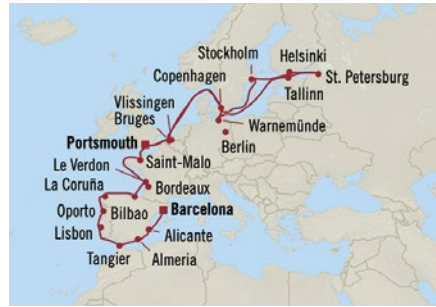 Stockholm
Helsinki
Copenhagen
St. Petersburg
Tallinn
Vlissingen
Bruges
Warnemünde
Portsmouth
Berlin
Saint-Malo
Le Verdon
La Coruña
Bordeaux
Oporto
Bilbao
Barcelona
Lisbon
Alicante
Tangier
Almeria